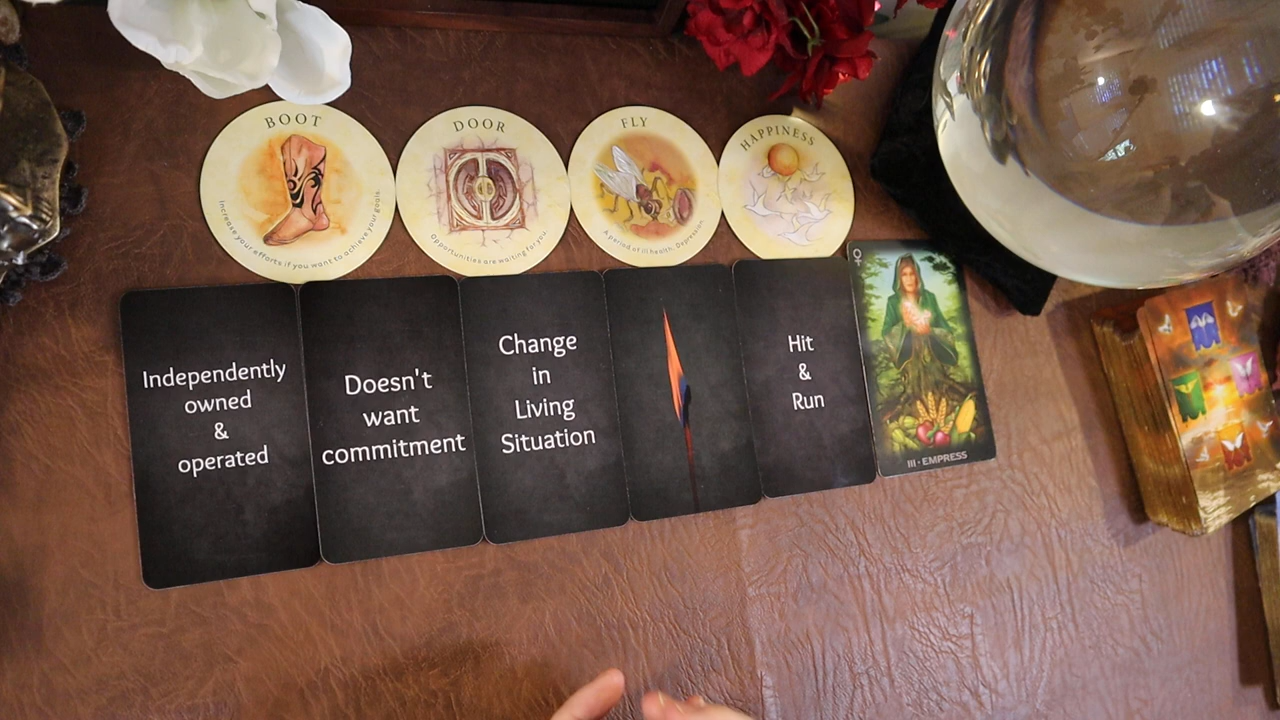 BOOT
Increase your efforts if you want to achieve your goals.
DOOR
Opportunities are waiting for you.
FLY
A period of ill health. Depression
HAPPINESS
Independently
owned
&
operated
Doesn't
want
commitment
Change
in
Living
Situation
Hit
&
Run
III - EMPRESS